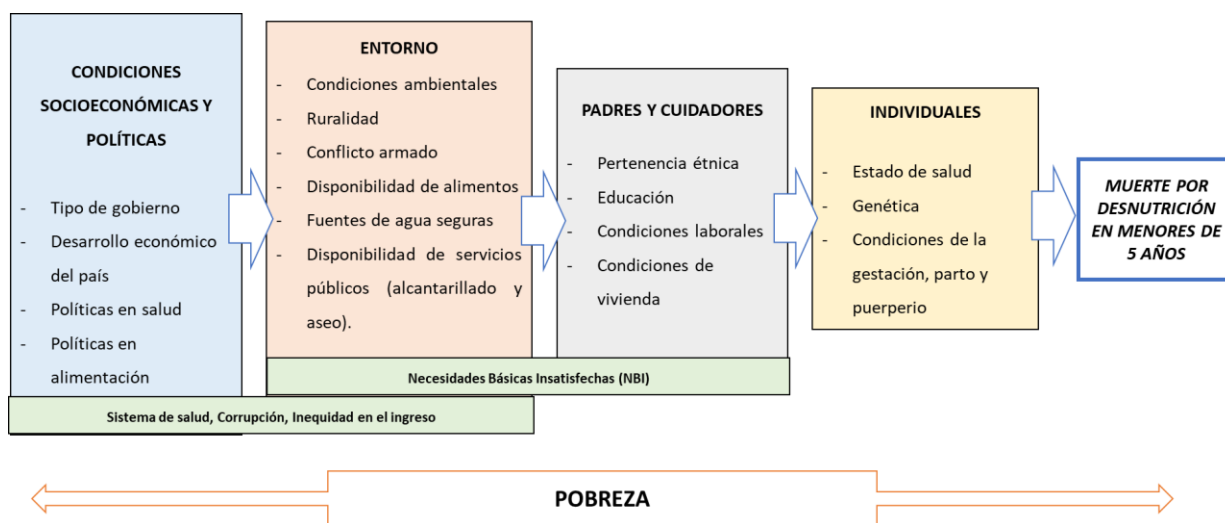 CONDICIONES
SOCIOECONÓMICAS Y
POLÍTICAS
- Tipo de gobierno
- Desarrollo económico
del país
- Políticas en salud
- Políticas en
alimentación
ENTORNO
- Condiciones ambientales
- Ruralidad
- Conflicto armado
- Disponibilidad de alimentos
- Fuentes de agua seguras
- Disponibilidad de servicios
públicos (alcantarillado y
aseo).
PADRES Y CUIDADORES
- Pertenencia étnica
- Educación
- Condiciones laborales
- Condiciones de
vivienda
INDIVIDUALES
- Estado de salud
- Genética
- Condiciones de la
gestación, parto y
puerperio
MUERTE POR
DESNUTRICIÓN
EN MENORES DE
5 AÑOS
Necesidades Básicas Insatisfechas (NBI)
Sistema de salud, Corrupción, Inequidad en el ingreso
POBREZA